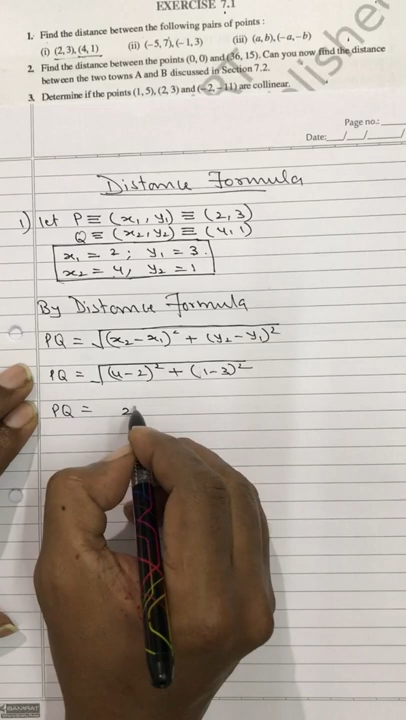 EXERCISE 7.1
1. Find the distance between the following pairs of points :
(i) (2, 3), (4, 1) (ii) (–5, 7), (–1, 3) (iii) (a, b), (–a, –b)
2. Find the distance between the points (0, 0) and (36, 15). Can you now find the distance
between the two towns A and B discussed in Section 7.2.
3. Determine if the points (1, 5), (2, 3) and (–2, –11) are collinear.
Page no.:
Date: / / /
Distance Formula
1) let P ≡ (x₁, y₁) ≡ (2, 3)
Q ≡ (x₂, y₂) ≡ (4, 1)
x₁ = 2 ; y₁ = 3.
x₂ = 4, y₂ = 1
By Distance Formula
PQ = √(x₂ – x₁)² + (y₂ – y₁)²
PQ = √(4 – 2)² + (1 – 3)²
PQ = 2